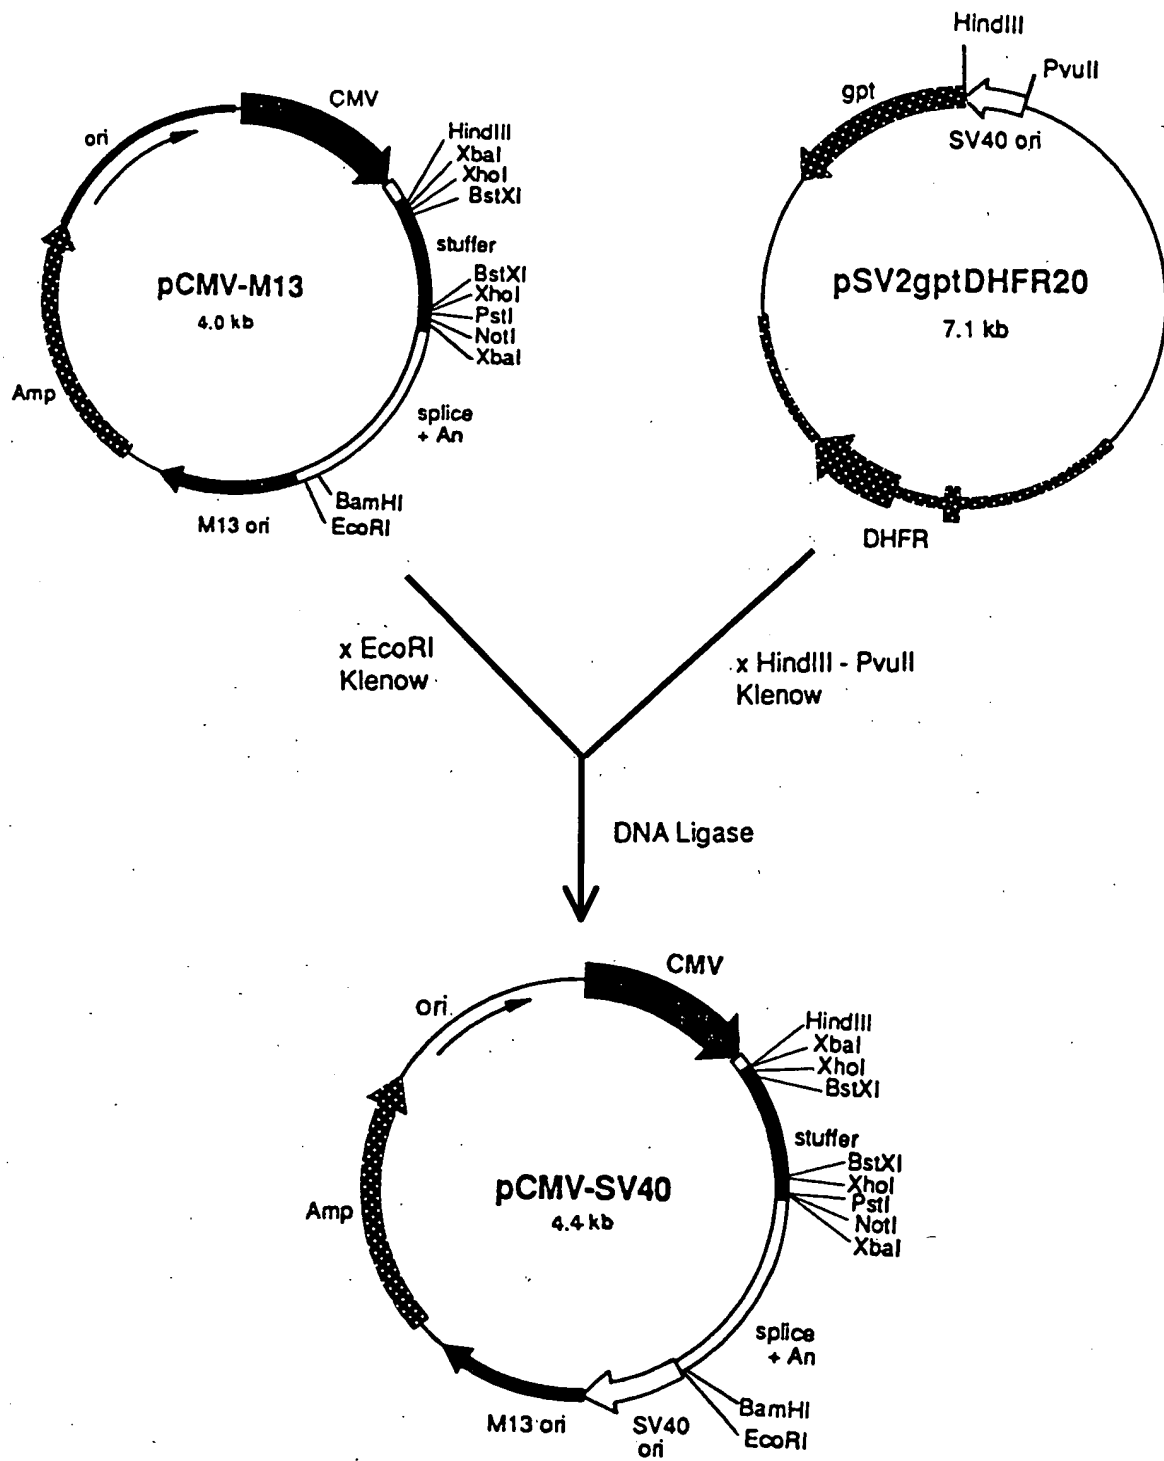 CMV
ori
HindIII
XbaI
XhoI
BstXI
stuffer
BstXI
XhoI
PstI
NotI
XbaI
pCMV-M13
4.0 kb
Amp
splice
+ An
BamHI
EcoRI
M13 ori
HindIII
PvuII
gpt
SV40 ori
pSV2gptDHFR20
7.1 kb
DHFR
x EcoRI
Klenow
x HindIII - PvuII
Klenow
DNA Ligase
CMV
ori
HindIII
XbaI
XhoI
BstXI
stuffer
BstXI
XhoI
PstI
NotI
XbaI
pCMV-SV40
4.4 kb
Amp
splice
+ An
BamHI
EcoRI
M13 ori
SV40
ori